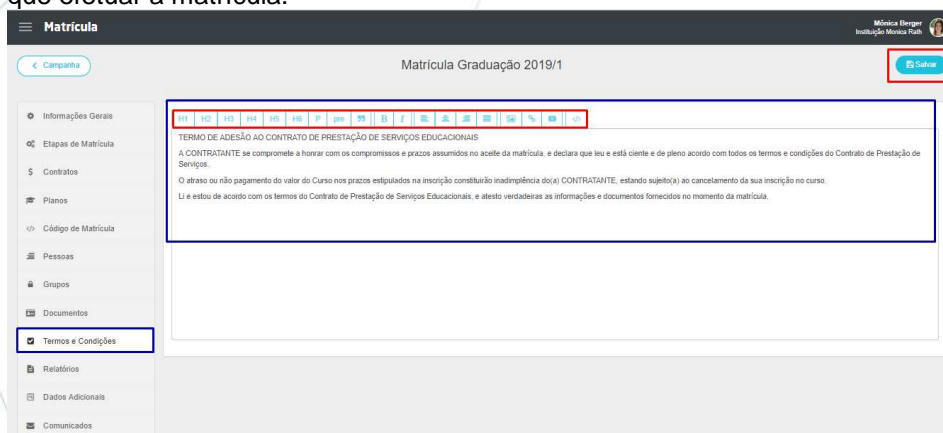 que efetuar a matrícula.
Matrícula
Mônica Berger
Instituição Monica Rath
Campanha
Matrícula Graduação 2019/1
Salvar
Informações Gerais
Etapas de Matrícula
Contratos
Planos
Código de Matrícula
Pessoas
Grupos
Documentos
Termos e Condições
Relatórios
Dados Adicionais
Comunicados
H1 H2 H3 H4 H5 H6 P pre B I
TERMO DE ADESÃO AO CONTRATO DE PRESTAÇÃO DE SERVIÇOS EDUCACIONAIS
A CONTRATANTE se compromete a honrar com os compromissos e prazos assumidos no aceite da matrícula, e declara que leu e está ciente e de pleno acordo com todos os termos e condições do Contrato de Prestação de
Serviços.
O atraso ou não pagamento do valor do Curso nos prazos estipulados na inscrição constituirão inadimplência do(a) CONTRATANTE, estando sujeito(a) ao cancelamento da sua inscrição no curso.
Li e estou de acordo com os termos do Contrato de Prestação de Serviços Educacionais, e atesto verdadeiras as informações e documentos fornecidos no momento da matrícula.